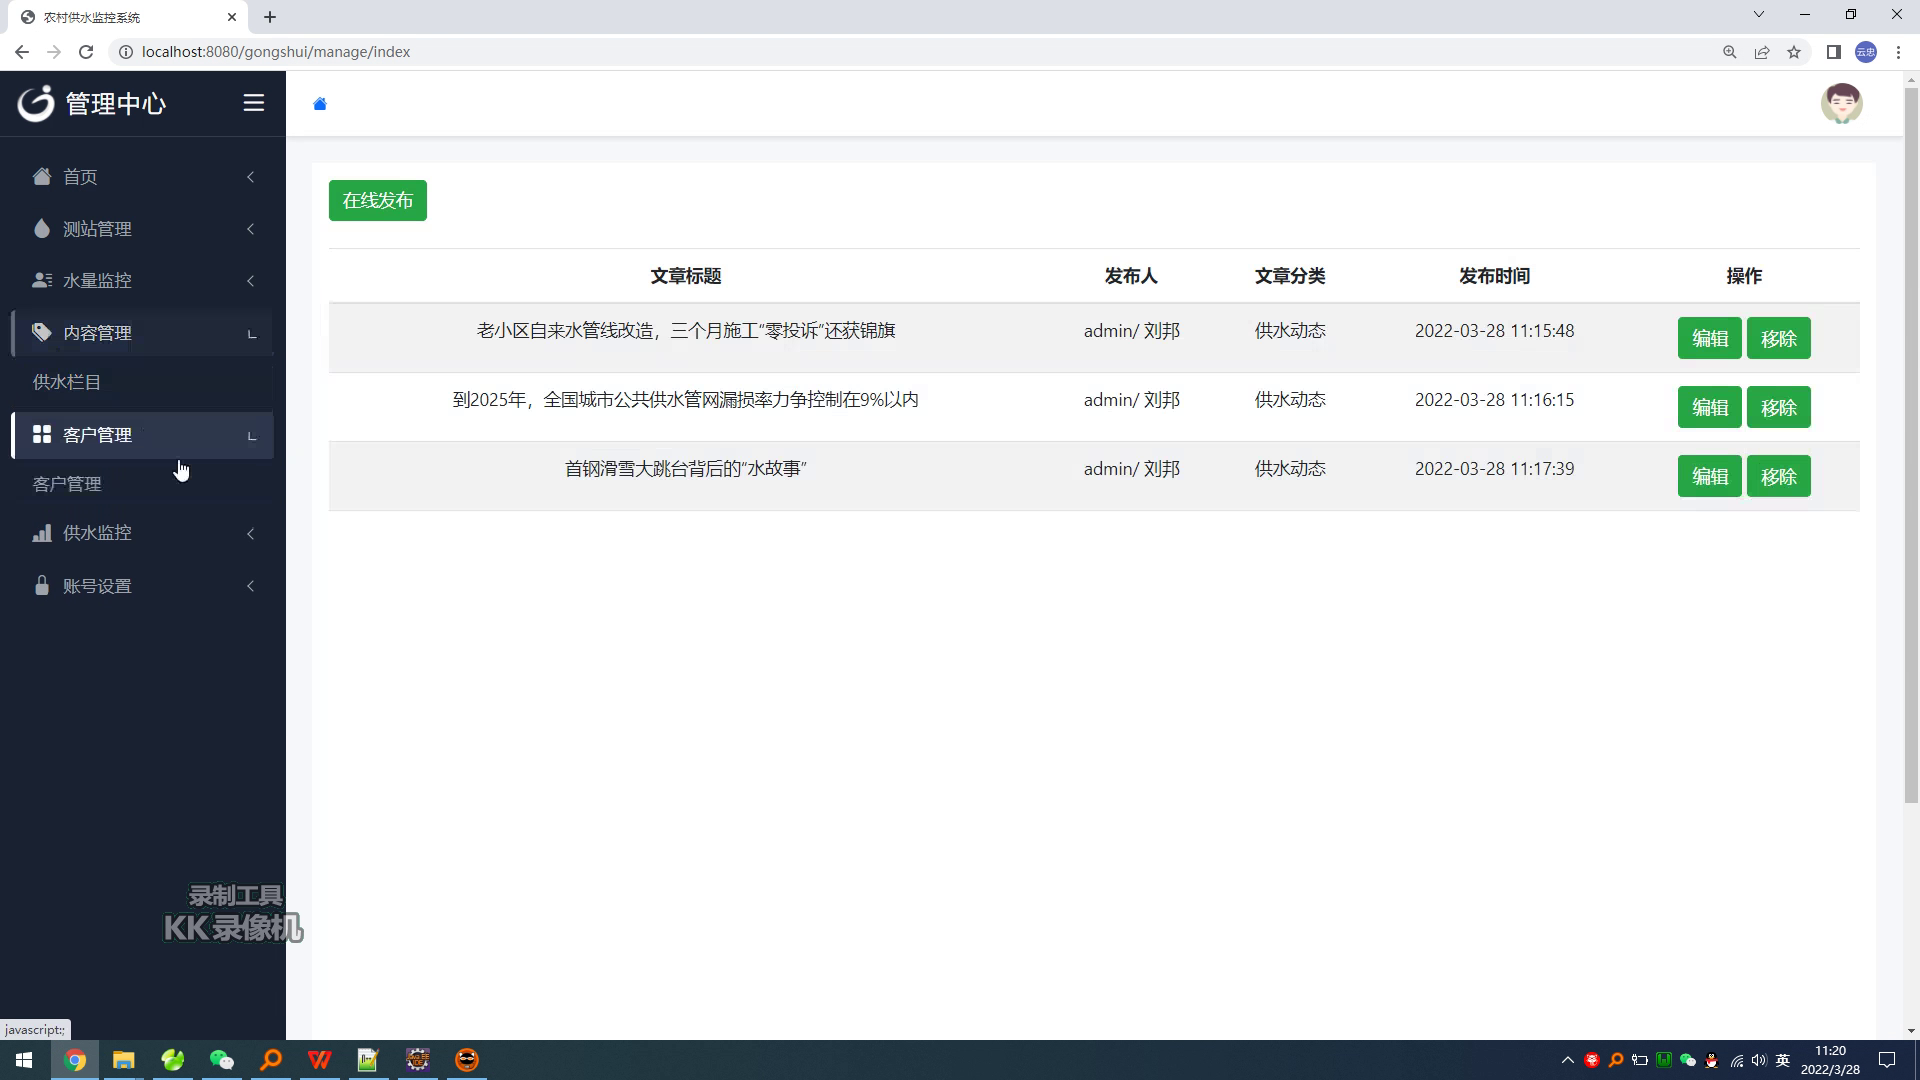 农村供水监控系统
localhost:8080/gongshui/manage/index
云忠
管理中心
首页
测站管理
水量监控
内容管理
供水栏目
客户管理
客户管理
供水监控
账号设置
在线发布
文章标题 发布人 文章分类 发布时间 操作
老小区自来水管线改造，三个月施工“零投诉”还获锦旗 admin/ 刘邦 供水动态 2022-03-28 11:15:48 编辑 移除
到2025年，全国城市公共供水管网漏损率力争控制在9%以内 admin/ 刘邦 供水动态 2022-03-28 11:16:15 编辑 移除
首钢滑雪大跳台背后的“水故事” admin/ 刘邦 供水动态 2022-03-28 11:17:39 编辑 移除
录制工具
KK录像机
javascript:;
英
11:20
2022/3/28